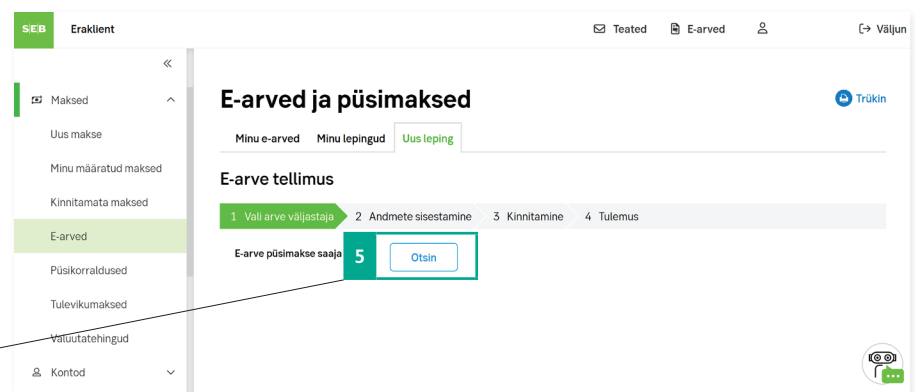 SEB Eraklient Teated E-arved Väljun
«
Maksed
Uus makse
Minu määratud maksed
Kinnitamata maksed
E-arved
Püsikorraldused
Tulevikumaksed
Valuutatehingud
Kontod
E-arved ja püsimaksed
Trükin
Minu e-arved Minu lepingud Uus leping
E-arve tellimus
1 Vali arve väljastaja 2 Andmete sisestamine 3 Kinnitamine 4 Tulemus
E-arve püsimakse saaja 5 Otsin